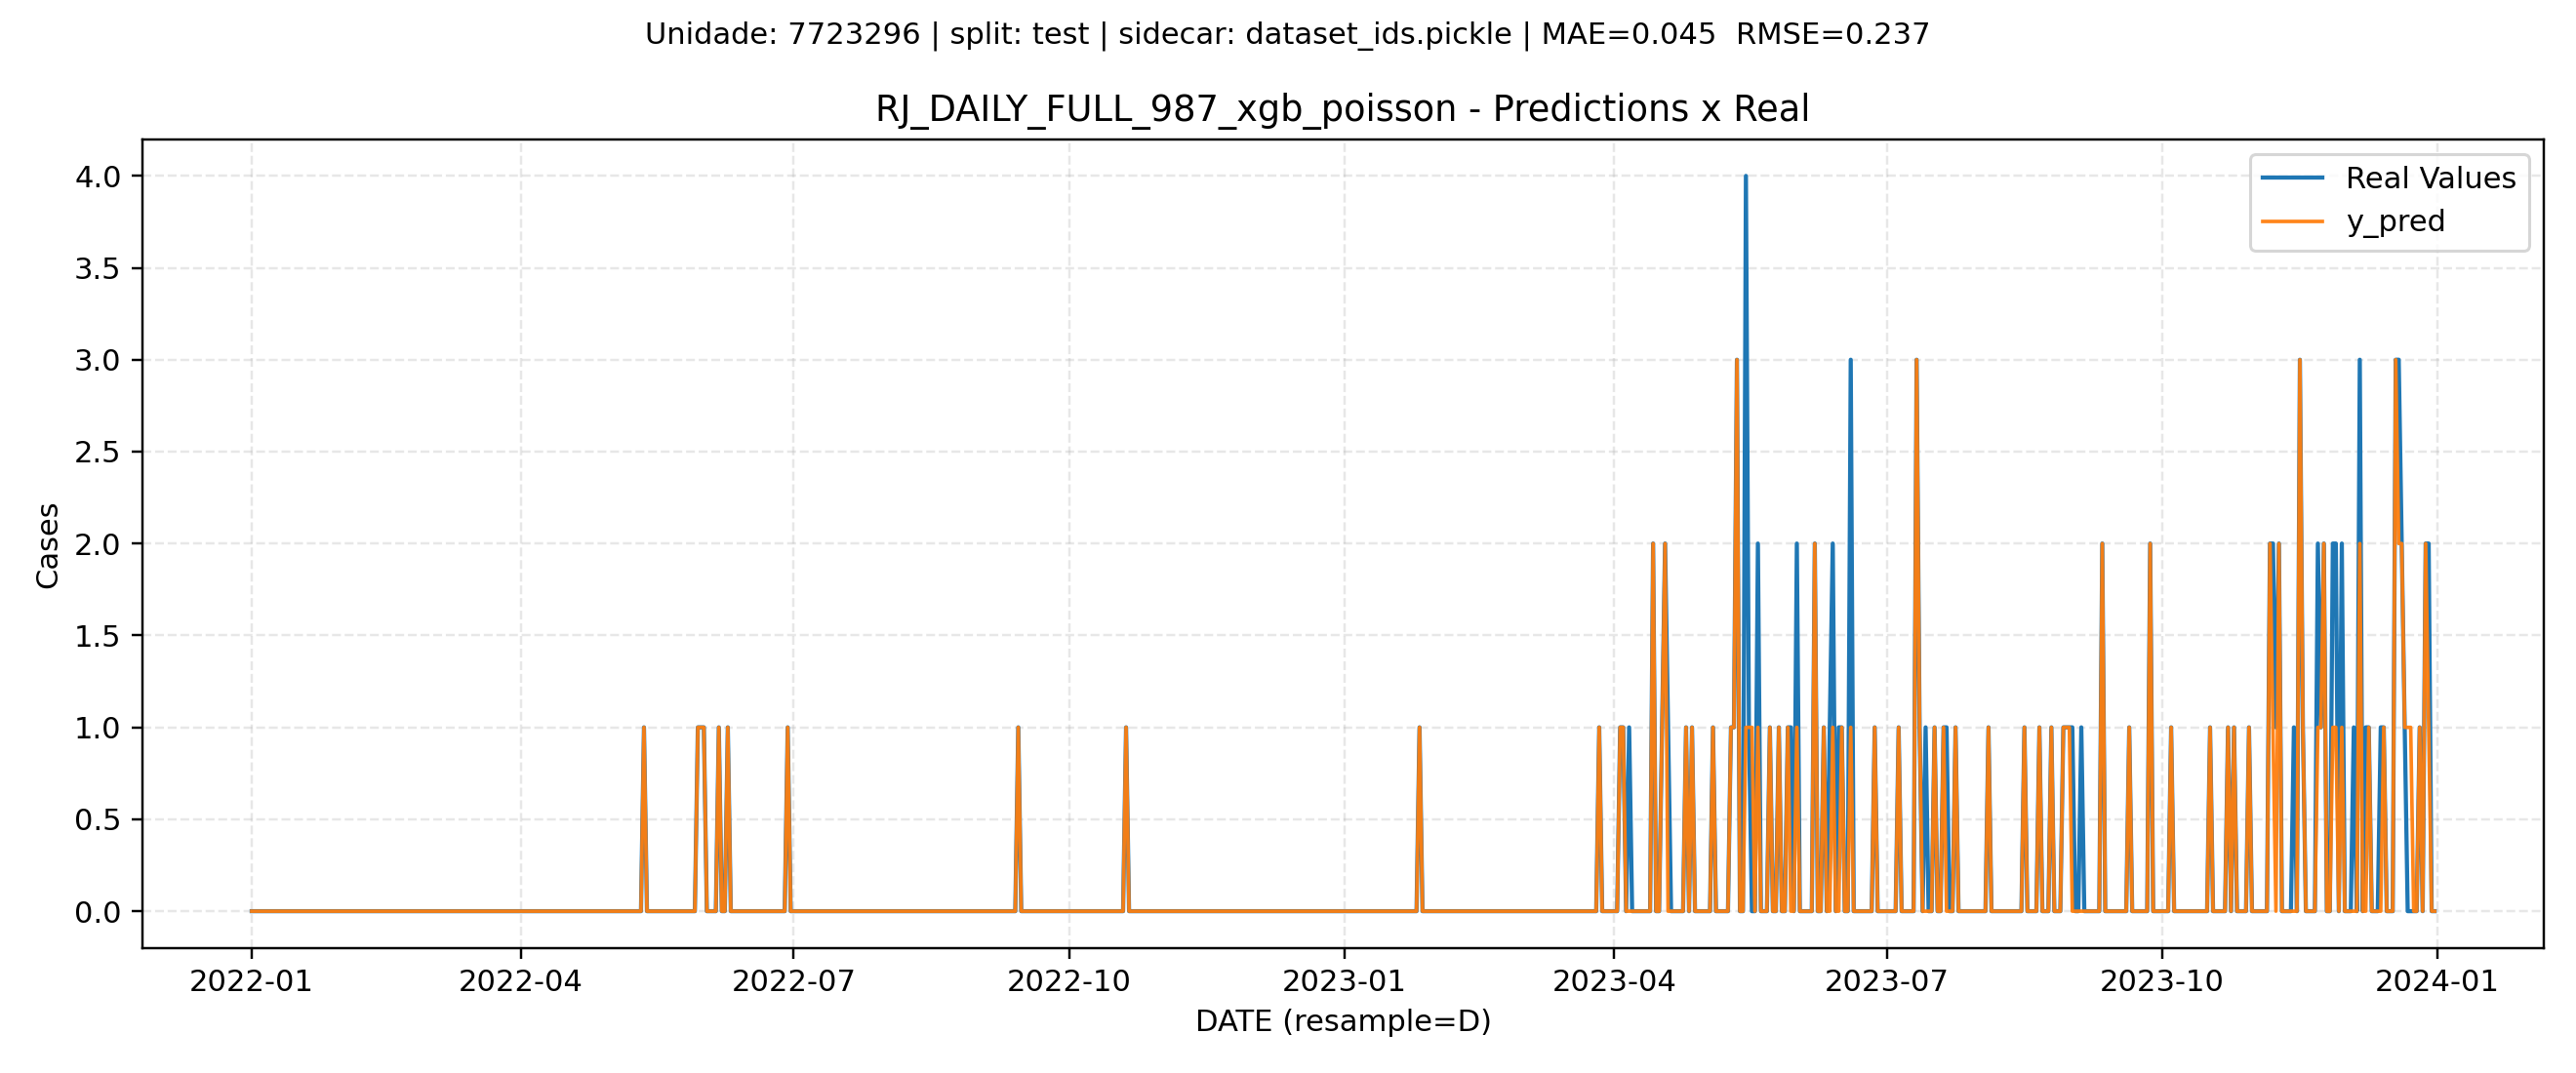 Unidade: 7723296 | split: test | sidecar: dataset_ids.pickle | MAE=0.045  RMSE=0.237
RJ_DAILY_FULL_987_xgb_poisson - Predictions x Real
Real Values
y_pred
4.0
3.5
3.0
2.5
2.0
1.5
1.0
0.5
0.0
Cases
2022-01 2022-04 2022-07 2022-10 2023-01 2023-04 2023-07 2023-10 2024-01
DATE (resample=D)